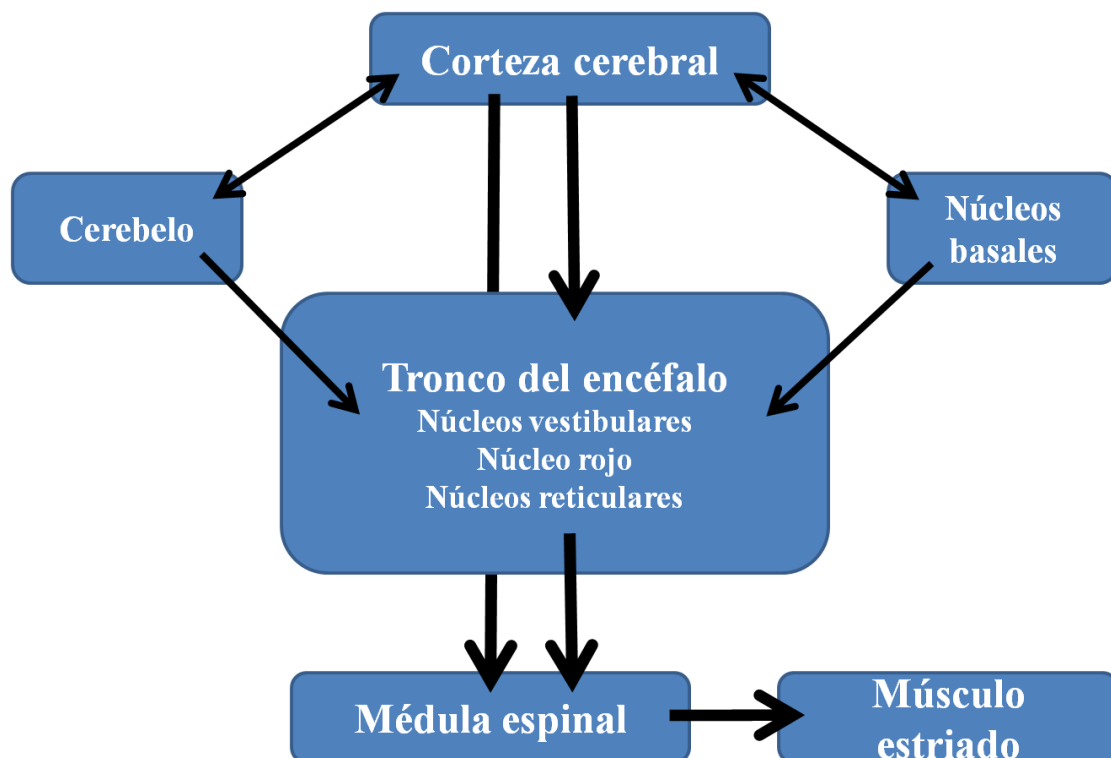 Corteza cerebral
Cerebelo
Núcleos
basales
Tronco del encéfalo
Núcleos vestibulares
Núcleo rojo
Núcleos reticulares
Médula espinal
Músculo
estriado